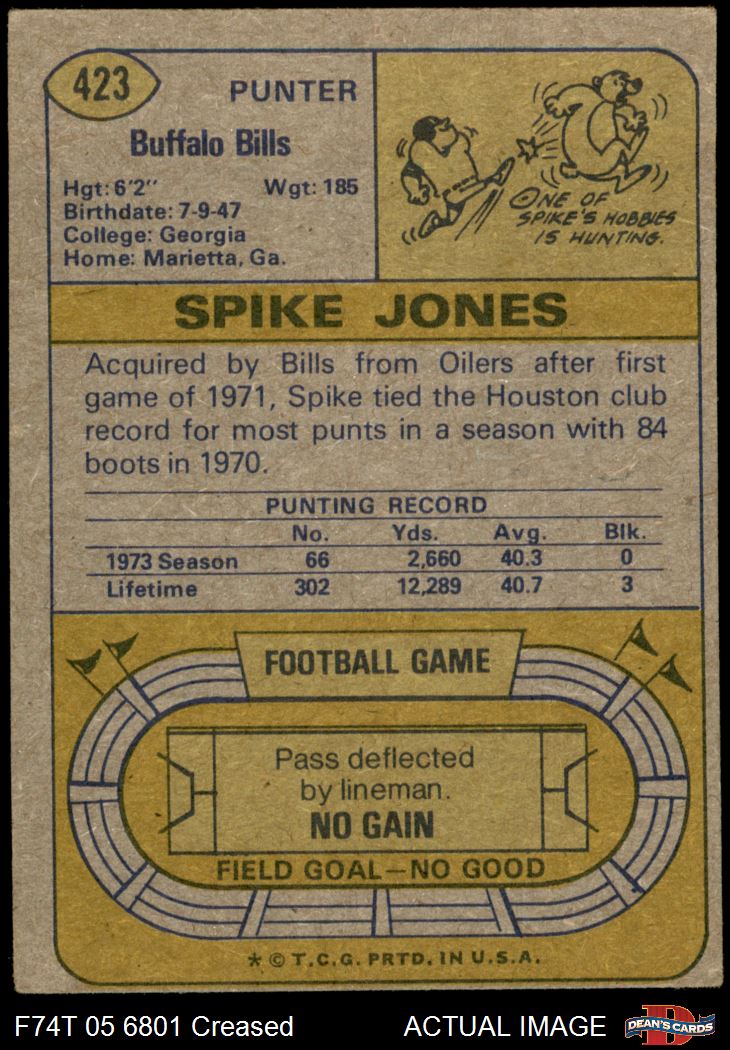 423
PUNTER
Buffalo Bills
Hgt: 6'2" Wgt: 185
Birthdate: 7-9-47
College: Georgia
Home: Marietta, Ga.
ONE OF
SPIKE'S HOBBIES
IS HUNTING.
SPIKE JONES
Acquired by Bills from Oilers after first
game of 1971, Spike tied the Houston club
record for most punts in a season with 84
boots in 1970.
PUNTING RECORD
No. Yds. Avg. Blk.
1973 Season 66 2,660 40.3 0
Lifetime 302 12,289 40.7 3
FOOTBALL GAME
Pass deflected
by lineman.
NO GAIN
FIELD GOAL—NO GOOD
* © T.C.G. PRTD. IN U.S.A.
F74T 05 6801 Creased ACTUAL IMAGE
D
DEAN'S CARDS